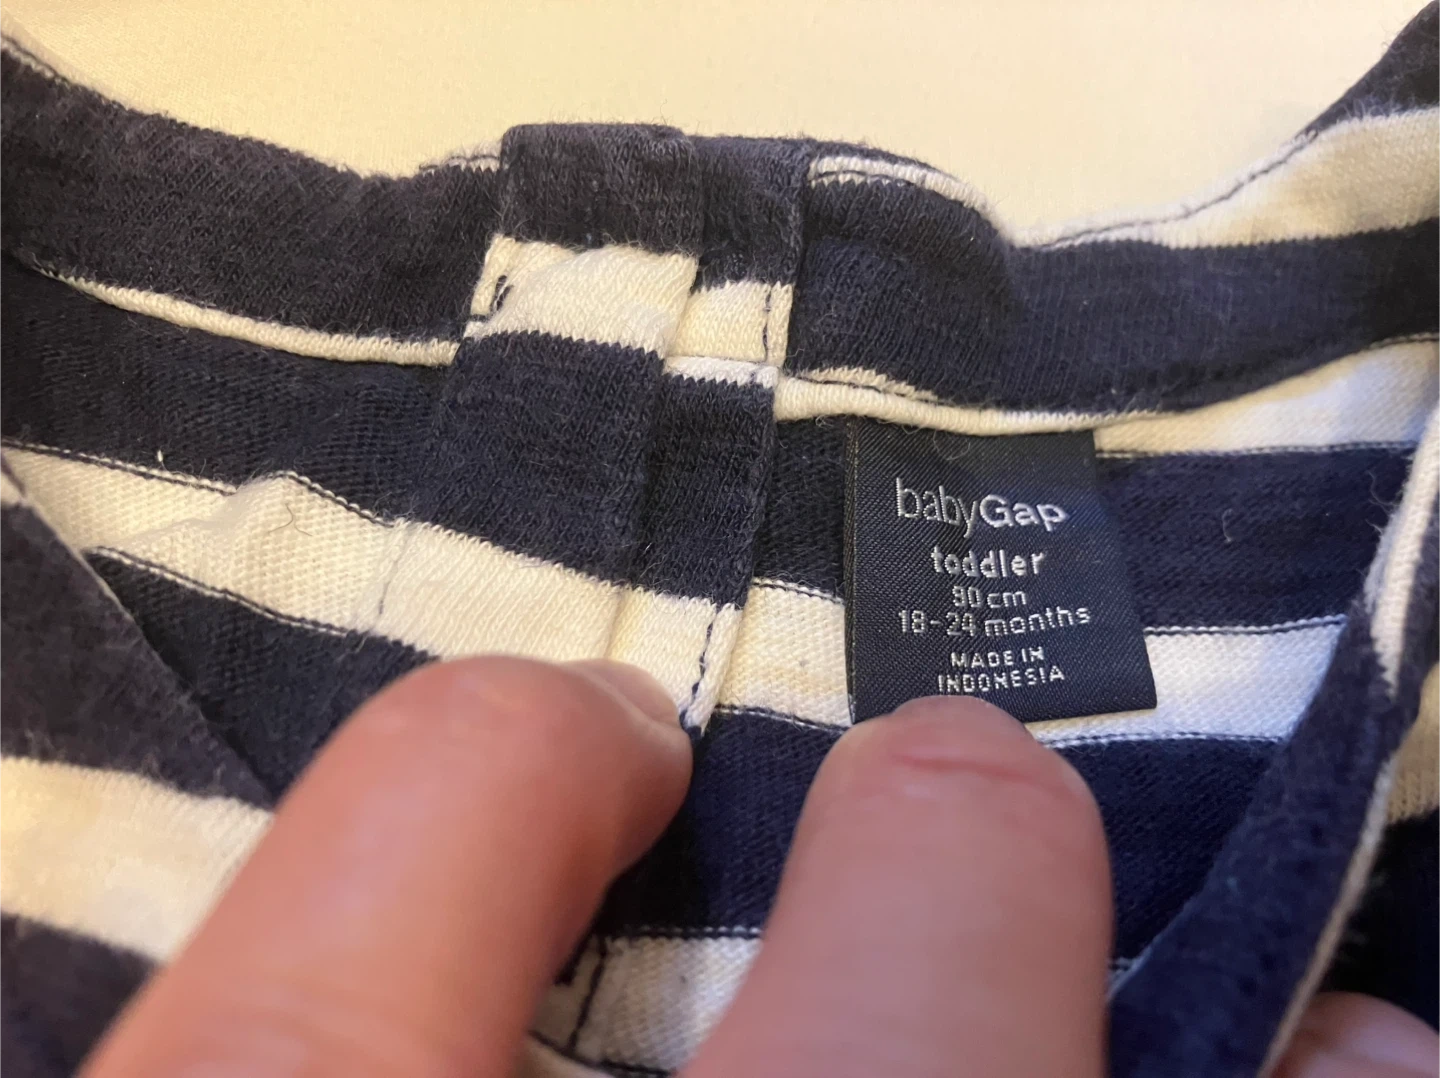 babyGap
toddler
90 cm
18-24 months
MADE IN
INDONESIA